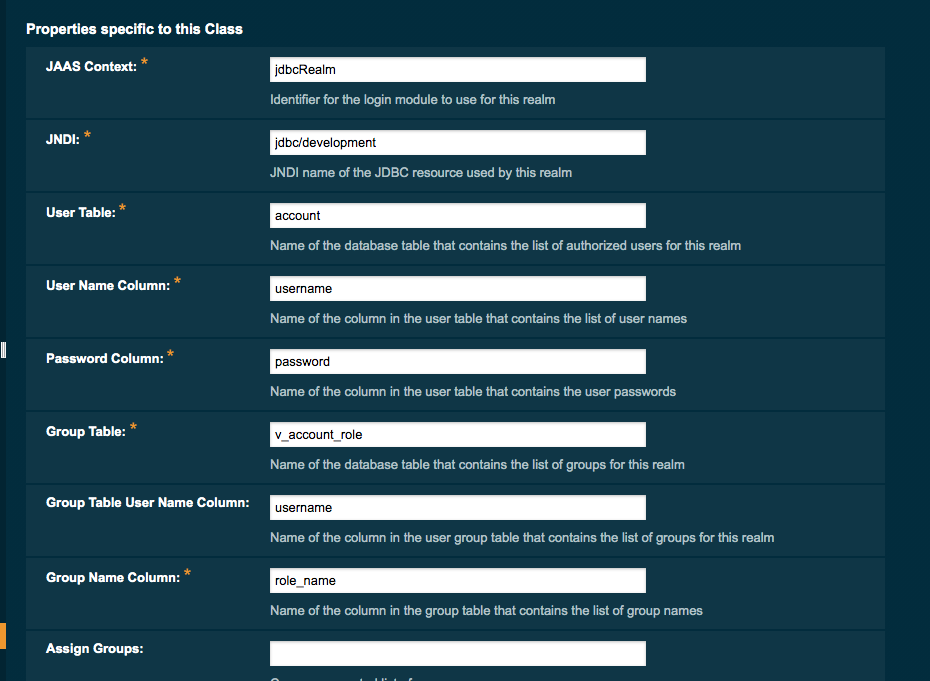 Properties specific to this Class
JAAS Context: *
jdbcRealm
Identifier for the login module to use for this realm
JNDI: *
jdbc/development
JNDI name of the JDBC resource used by this realm
User Table: *
account
Name of the database table that contains the list of authorized users for this realm
User Name Column: *
username
Name of the column in the user table that contains the list of user names
Password Column: *
password
Name of the column in the user table that contains the user passwords
Group Table: *
v_account_role
Name of the database table that contains the list of groups for this realm
Group Table User Name Column:
username
Name of the column in the user group table that contains the list of groups for this realm
Group Name Column: *
role_name
Name of the column in the group table that contains the list of group names
Assign Groups: